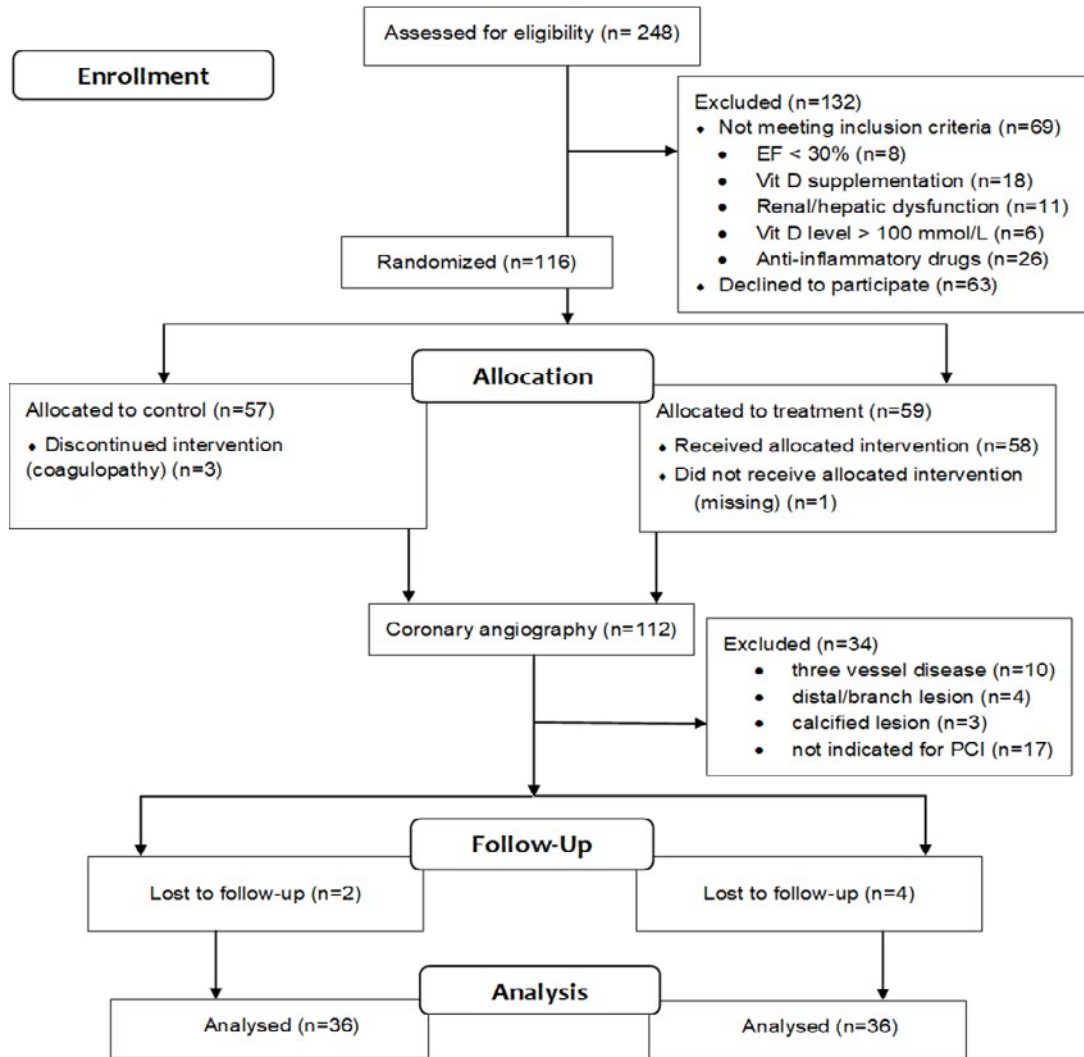 Assessed for eligibility (n= 248)
Enrollment
Excluded (n=132)
⬩ Not meeting inclusion criteria (n=69)
• EF < 30% (n=8)
• Vit D supplementation (n=18)
• Renal/hepatic dysfunction (n=11)
• Vit D level > 100 mmol/L (n=6)
• Anti-inflammatory drugs (n=26)
⬩ Declined to participate (n=63)
Randomized (n=116)
Allocation
Allocated to control (n=57)
⬩ Discontinued intervention
(coagulopathy) (n=3)
Allocated to treatment (n=59)
⬩ Received allocated intervention (n=58)
⬩ Did not receive allocated intervention
(missing) (n=1)
Coronary angiography (n=112)
Excluded (n=34)
• three vessel disease (n=10)
• distal/branch lesion (n=4)
• calcified lesion (n=3)
• not indicated for PCI (n=17)
Follow-Up
Lost to follow-up (n=2)
Lost to follow-up (n=4)
Analysis
Analysed (n=36)
Analysed (n=36)